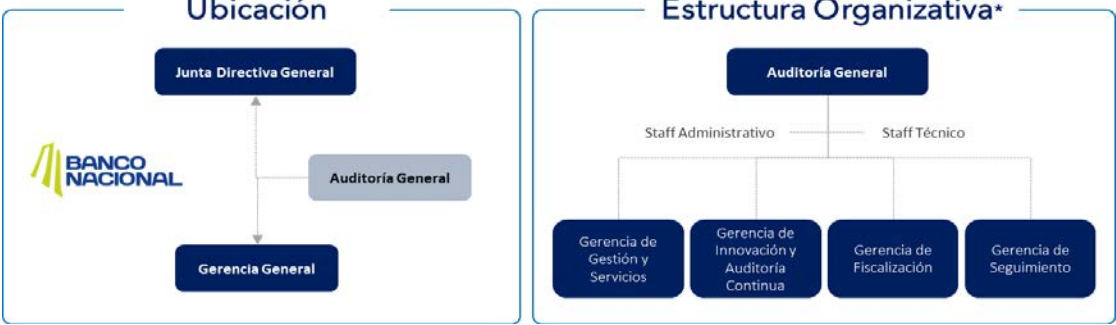 Ubicación
Junta Directiva General
BANCO
NACIONAL
Auditoría General
Gerencia General
Estructura Organizativa*
Auditoría General
Staff Administrativo
Staff Técnico
Gerencia de
Gestión y
Servicios
Gerencia de
Innovación y
Auditoría
Continua
Gerencia de
Fiscalización
Gerencia de
Seguimiento